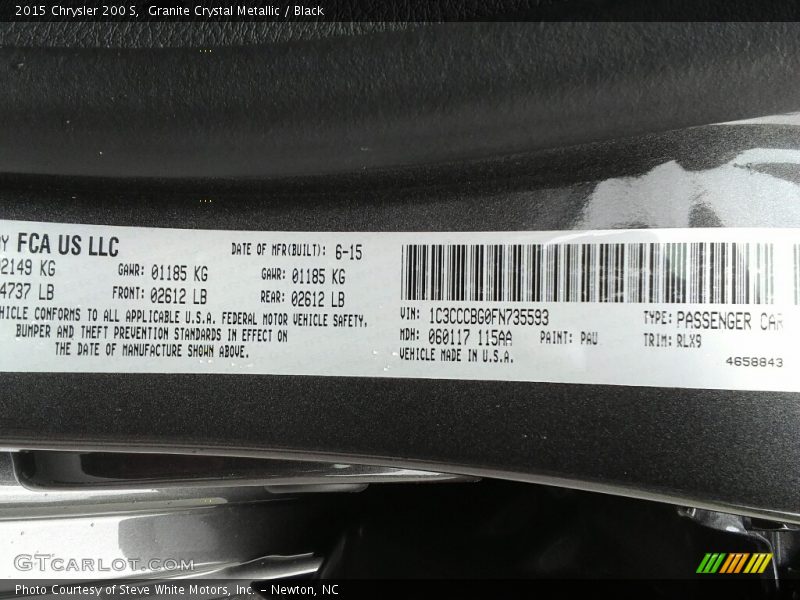 2015 Chrysler 200 S,  Granite Crystal Metallic / Black
FCA US LLC
DATE OF MFR(BUILT): 6-15
2149 KG GAWR: 01185 KG GAWR: 01185 KG
4737 LB FRONT: 02612 LB REAR: 02612 LB
CONFORMS TO ALL APPLICABLE U.S.A. FEDERAL MOTOR VEHICLE SAFETY,
BUMPER AND THEFT PREVENTION STANDARDS IN EFFECT ON
THE DATE OF MANUFACTURE SHOWN ABOVE.
VIN: 1C3CCCBG0FN735593 TYPE: PASSENGER CAR
MDH: 060117 115AA PAINT: PAU TRIM: RLX9
VEHICLE MADE IN U.S.A.
4658843
GTCARLOT.COM
Photo Courtesy of Steve White Motors, Inc. – Newton, NC